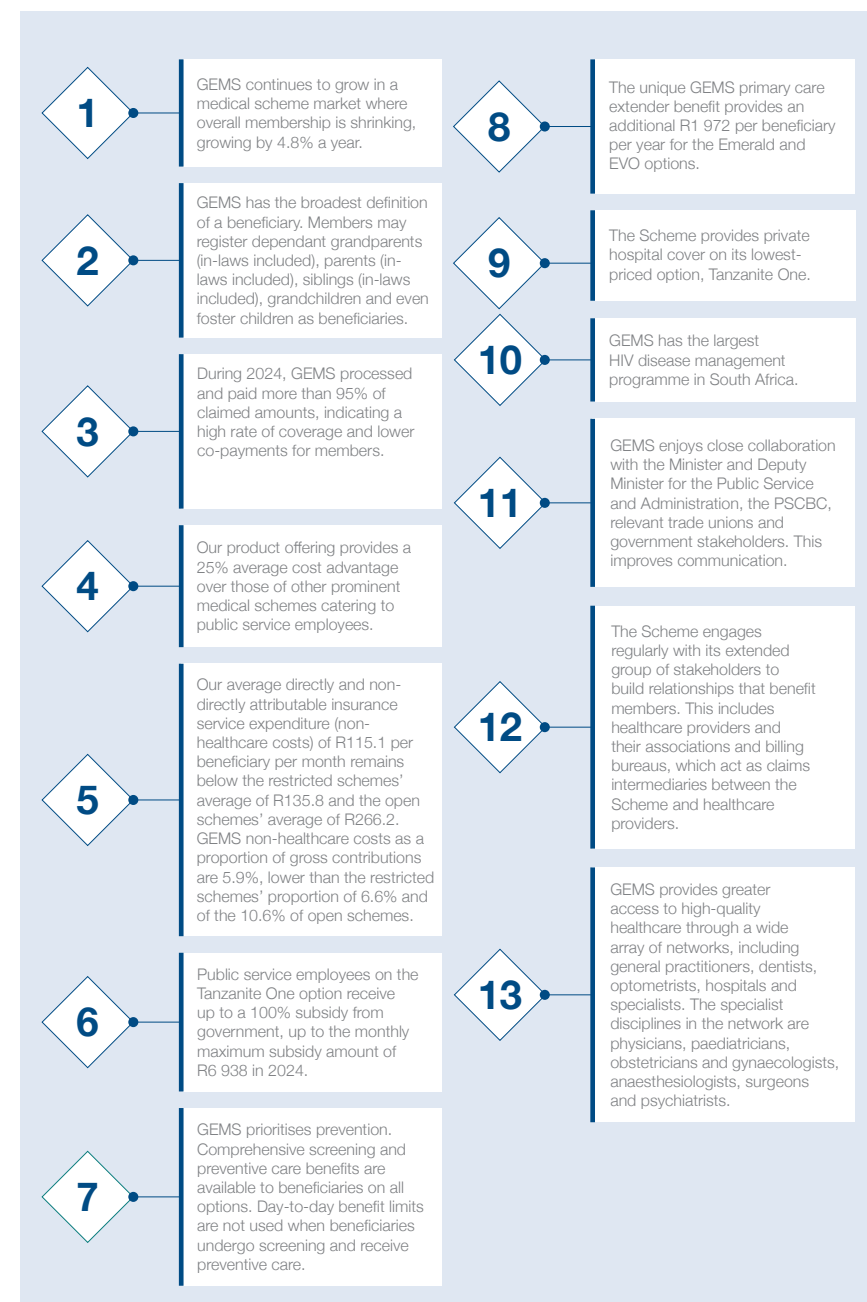 1
GEMS continues to grow in a
medical scheme market where
overall membership is shrinking,
growing by 4.8% a year.
2
GEMS has the broadest definition
of a beneficiary. Members may
register dependant grandparents
(in-laws included), parents (in-
laws included), siblings (in-laws
included), grandchildren and even
foster children as beneficiaries.
3
During 2024, GEMS processed
and paid more than 95% of
claimed amounts, indicating a
high rate of coverage and lower
co-payments for members.
4
Our product offering provides a
25% average cost advantage
over those of other prominent
medical schemes catering to
public service employees.
5
Our average directly and non-
directly attributable insurance
service expenditure (non-
healthcare costs) of R115.1 per
beneficiary per month remains
below the restricted schemes'
average of R135.8 and the open
schemes' average of R266.2.
GEMS non-healthcare costs as a
proportion of gross contributions
are 5.9%, lower than the restricted
schemes' proportion of 6.6% and
of the 10.6% of open schemes.
6
Public service employees on the
Tanzanite One option receive
up to a 100% subsidy from
government, up to the monthly
maximum subsidy amount of
R6 938 in 2024.
7
GEMS prioritises prevention.
Comprehensive screening and
preventive care benefits are
available to beneficiaries on all
options. Day-to-day benefit limits
are not used when beneficiaries
undergo screening and receive
preventive care.
8
The unique GEMS primary care
extender benefit provides an
additional R1 972 per beneficiary
per year for the Emerald and
EVO options.
9
The Scheme provides private
hospital cover on its lowest-
priced option, Tanzanite One.
10
GEMS has the largest
HIV disease management
programme in South Africa.
11
GEMS enjoys close collaboration
with the Minister and Deputy
Minister for the Public Service
and Administration, the PSCBC,
relevant trade unions and
government stakeholders. This
improves communication.
12
The Scheme engages
regularly with its extended
group of stakeholders to
build relationships that benefit
members. This includes
healthcare providers and
their associations and billing
bureaus, which act as claims
intermediaries between the
Scheme and healthcare
providers.
13
GEMS provides greater
access to high-quality
healthcare through a wide
array of networks, including
general practitioners, dentists,
optometrists, hospitals and
specialists. The specialist
disciplines in the network are
physicians, paediatricians,
obstetricians and gynaecologists,
anaesthesiologists, surgeons
and psychiatrists.